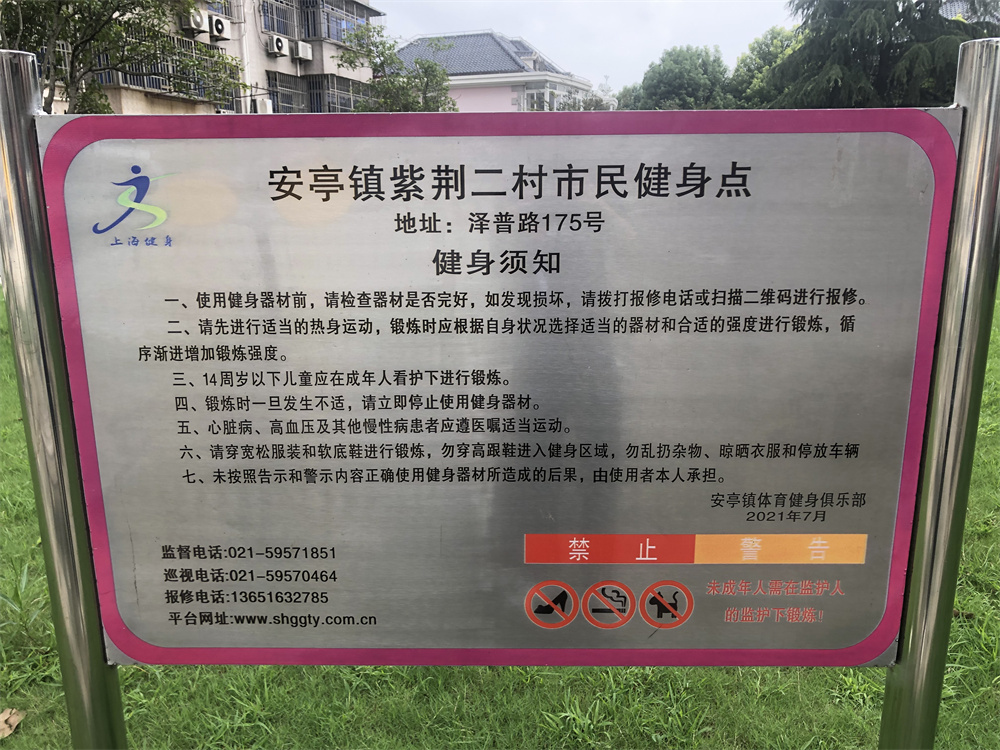 上海健身
安亭镇紫荆二村市民健身点
地址：泽普路175号
健身须知
一、使用健身器材前，请检查器材是否完好，如发现损坏，请拨打报修电话或扫描二维码进行报修。
二、请先进行适当的热身运动，锻炼时应根据自身状况选择适当的器材和合适的强度进行锻炼，循
序渐进增加锻炼强度。
三、14周岁以下儿童应在成年人看护下进行锻炼。
四、锻炼时一旦发生不适，请立即停止使用健身器材。
五、心脏病、高血压及其他慢性病患者应遵医嘱适当运动。
六、请穿宽松服装和软底鞋进行锻炼，勿穿高跟鞋进入健身区域，勿乱扔杂物、晾晒衣服和停放车辆
七、未按照告示和警示内容正确使用健身器材所造成的后果，由使用者本人承担。
安亭镇体育健身俱乐部
2021年7月
监督电话:021-59571851
巡视电话:021-59570464
报修电话:13651632785
平台网址:www.shggty.com.cn
禁 止 警 告
未成年人需在监护人
的监护下锻炼!